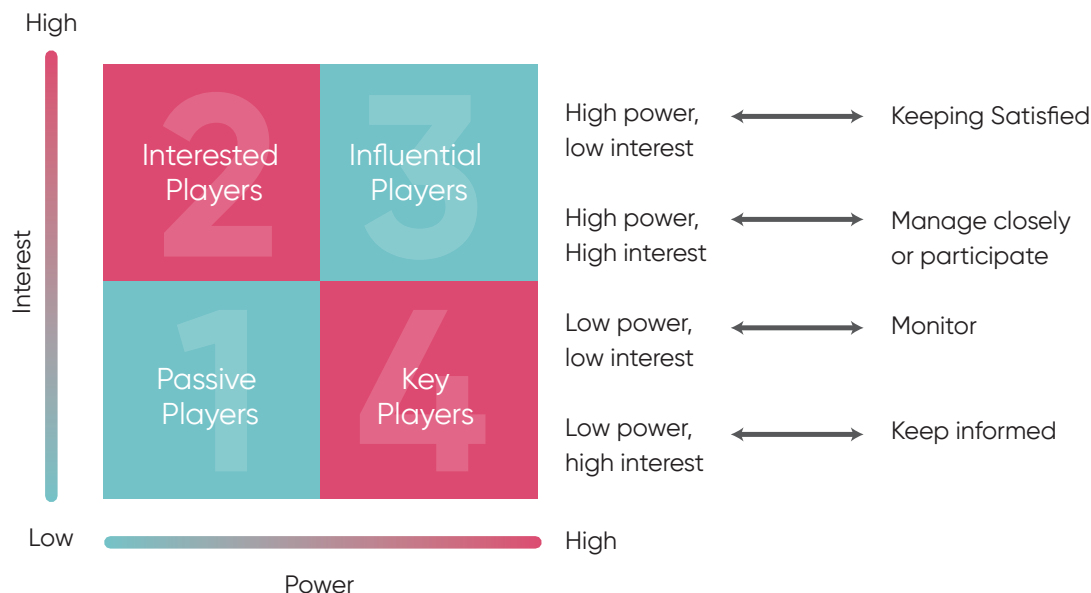 High
Interest
2
Interested
Players
3
Influential
Players
1
Passive
Players
4
Key
Players
Low
High
Power
High power,
low interest
Keeping Satisfied
High power,
High interest
Manage closely
or participate
Low power,
low interest
Monitor
Low power,
high interest
Keep informed